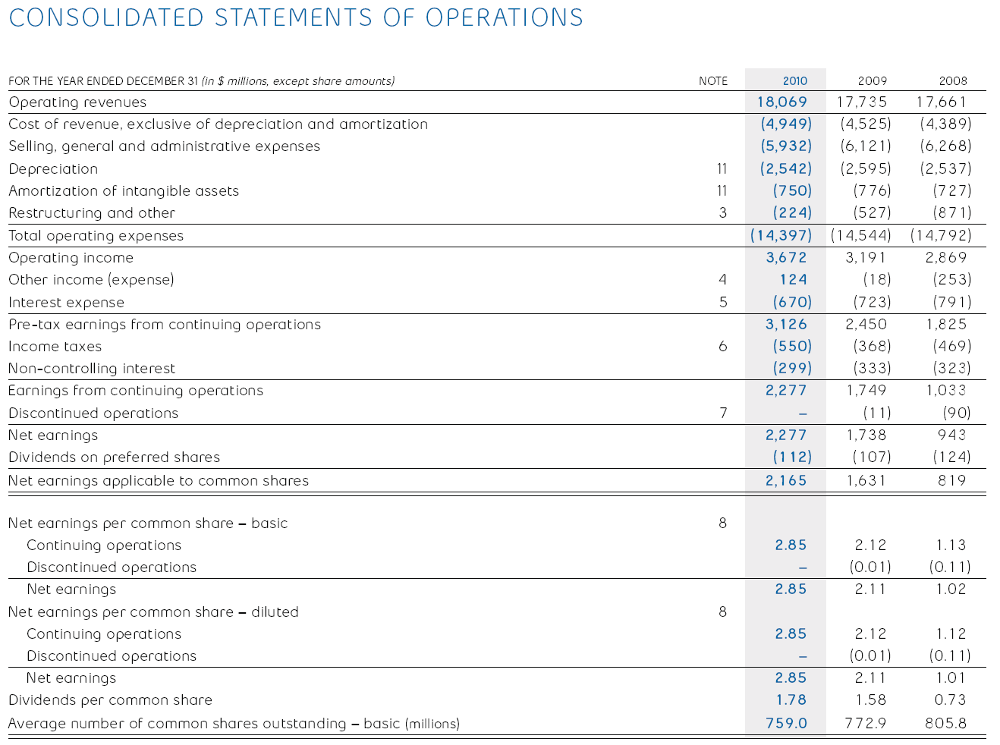 CONSOLIDATED STATEMENTS OF OPERATIONS
FOR THE YEAR ENDED DECEMBER 31 (in $ millions, except share amounts) NOTE 2010 2009 2008
Operating revenues 18,069 17,735 17,661
Cost of revenue, exclusive of depreciation and amortization (4,949) (4,525) (4,389)
Selling, general and administrative expenses (5,932) (6,121) (6,268)
Depreciation 11 (2,542) (2,595) (2,537)
Amortization of intangible assets 11 (750) (776) (727)
Restructuring and other 3 (224) (527) (871)
Total operating expenses (14,397) (14,544) (14,792)
Operating income 3,672 3,191 2,869
Other income (expense) 4 124 (18) (253)
Interest expense 5 (670) (723) (791)
Pre-tax earnings from continuing operations 3,126 2,450 1,825
Income taxes 6 (550) (368) (469)
Non-controlling interest (299) (333) (323)
Earnings from continuing operations 2,277 1,749 1,033
Discontinued operations 7 – (11) (90)
Net earnings 2,277 1,738 943
Dividends on preferred shares (112) (107) (124)
Net earnings applicable to common shares 2,165 1,631 819
Net earnings per common share – basic 8
Continuing operations 2.85 2.12 1.13
Discontinued operations – (0.01) (0.11)
Net earnings 2.85 2.11 1.02
Net earnings per common share – diluted 8
Continuing operations 2.85 2.12 1.12
Discontinued operations – (0.01) (0.11)
Net earnings 2.85 2.11 1.01
Dividends per common share 1.78 1.58 0.73
Average number of common shares outstanding – basic (millions) 759.0 772.9 805.8